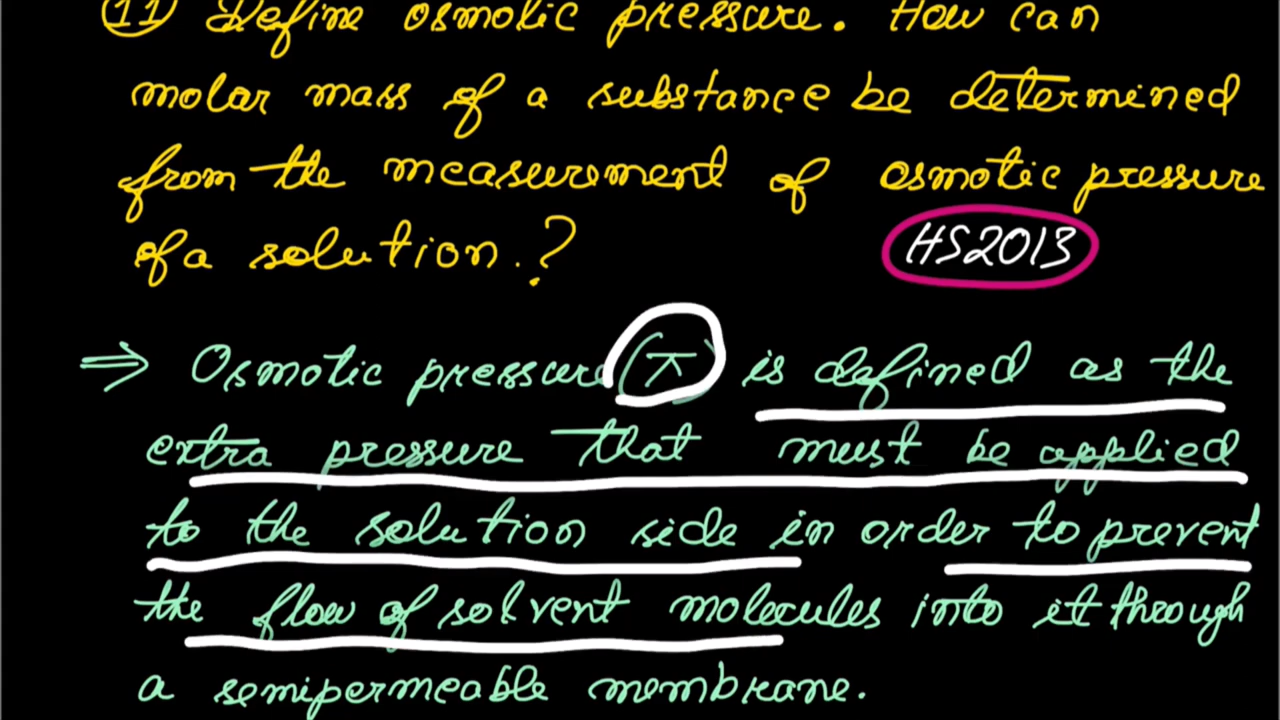 (11) Define osmotic pressure. How can
molar mass of a substance be determined
from the measurement of osmotic pressure
of a solution.?
HS2013
⇒ Osmotic pressure (π) is defined as the
extra pressure that must be applied
to the solution side in order to prevent
the flow of solvent molecules into it through
a semipermeable membrane.